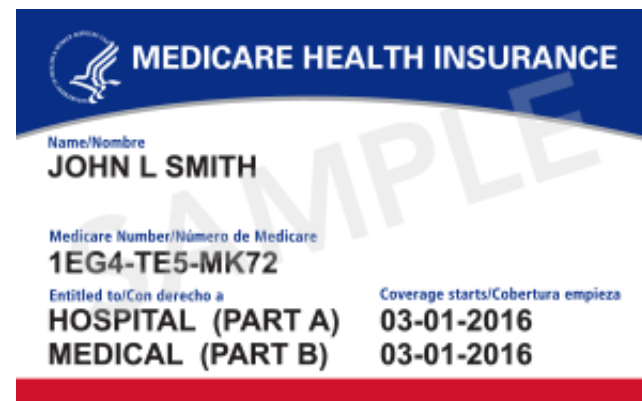 MEDICARE HEALTH INSURANCE
SAMPLE
Name/Nombre
JOHN L SMITH
Medicare Number/Número de Medicare
1EG4-TE5-MK72
Entitled to/Con derecho a Coverage starts/Cobertura empieza
HOSPITAL (PART A) 03-01-2016
MEDICAL (PART B) 03-01-2016